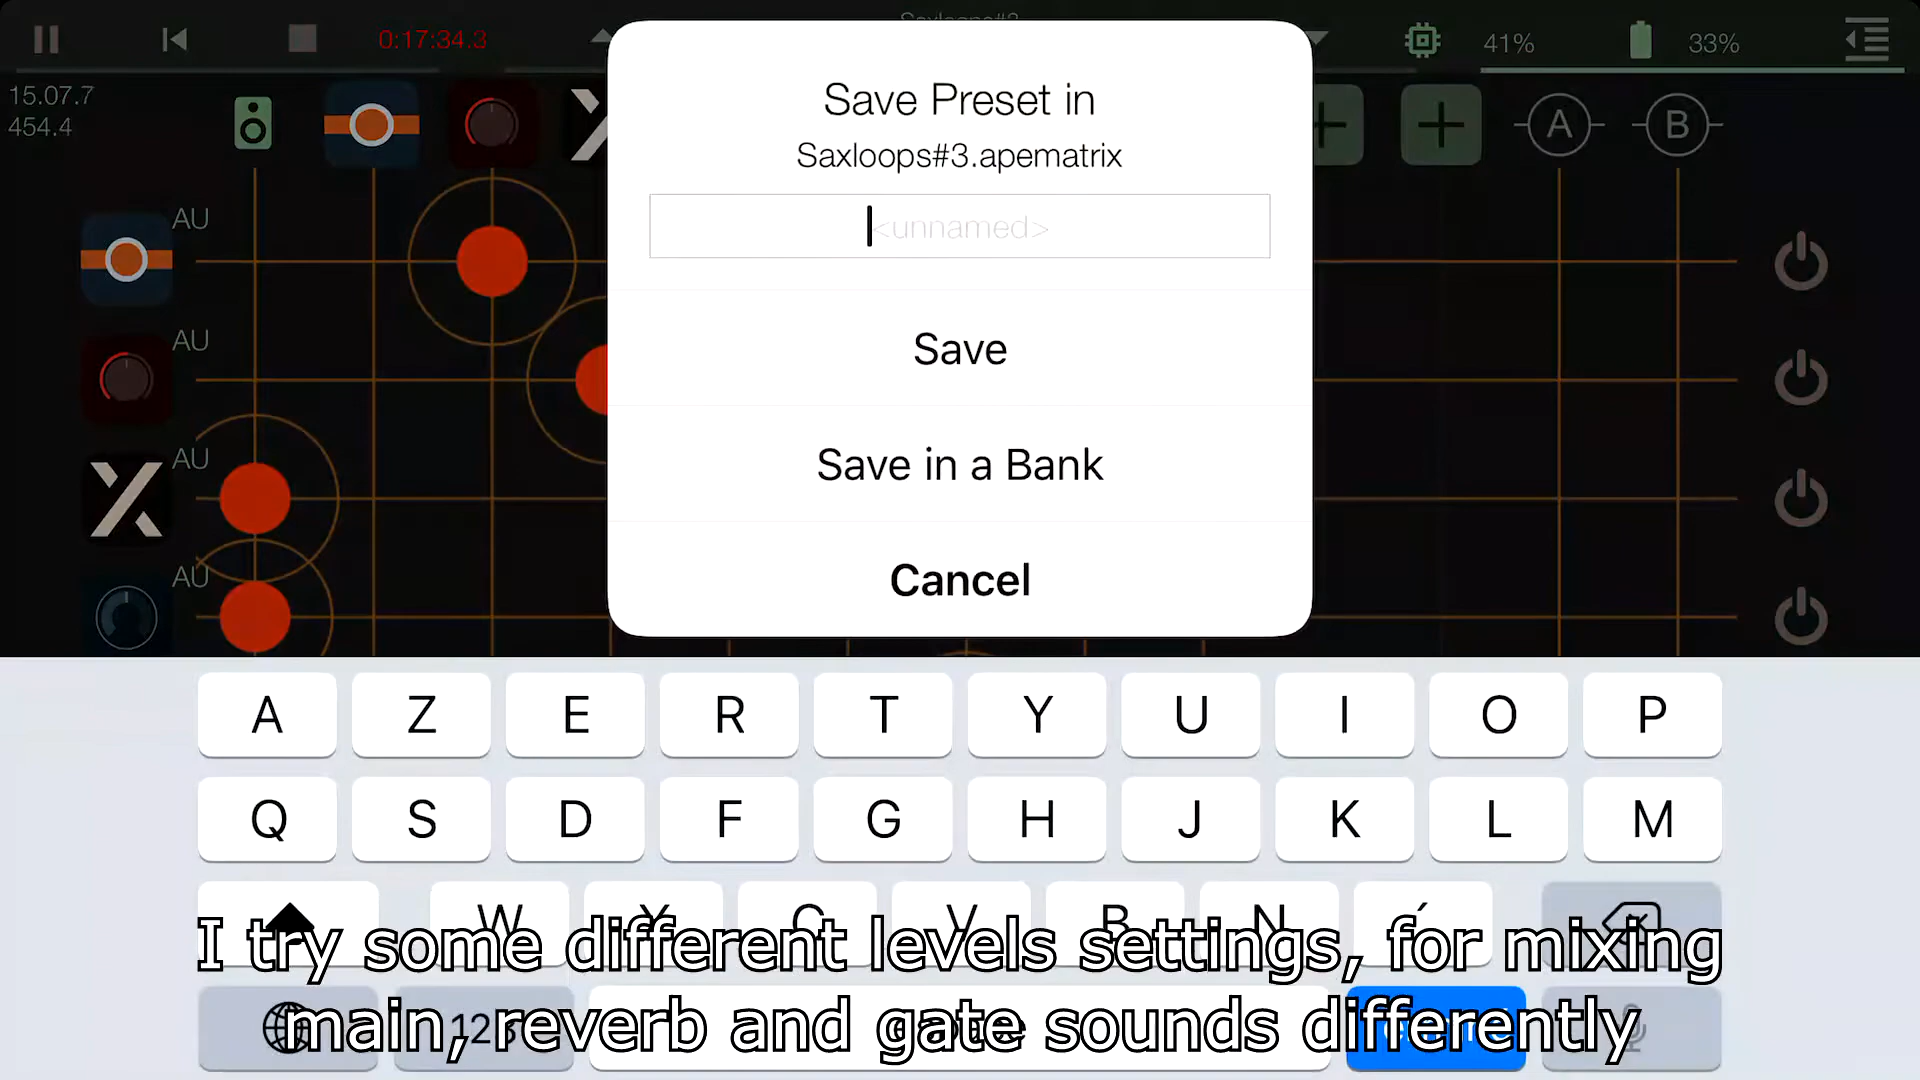 0:17:34.3
41%
33%
15.07.7
454.4
A
B
Save Preset in
Saxloops#3.apematrix
<unnamed>
Save
Save in a Bank
Cancel
AU
AU
AU
AU
A Z E R T Y U I O P
Q S D F G H J K L M
W X C V B N ´
I try some different levels settings, for mixing
main, reverb and gate sounds differently
123